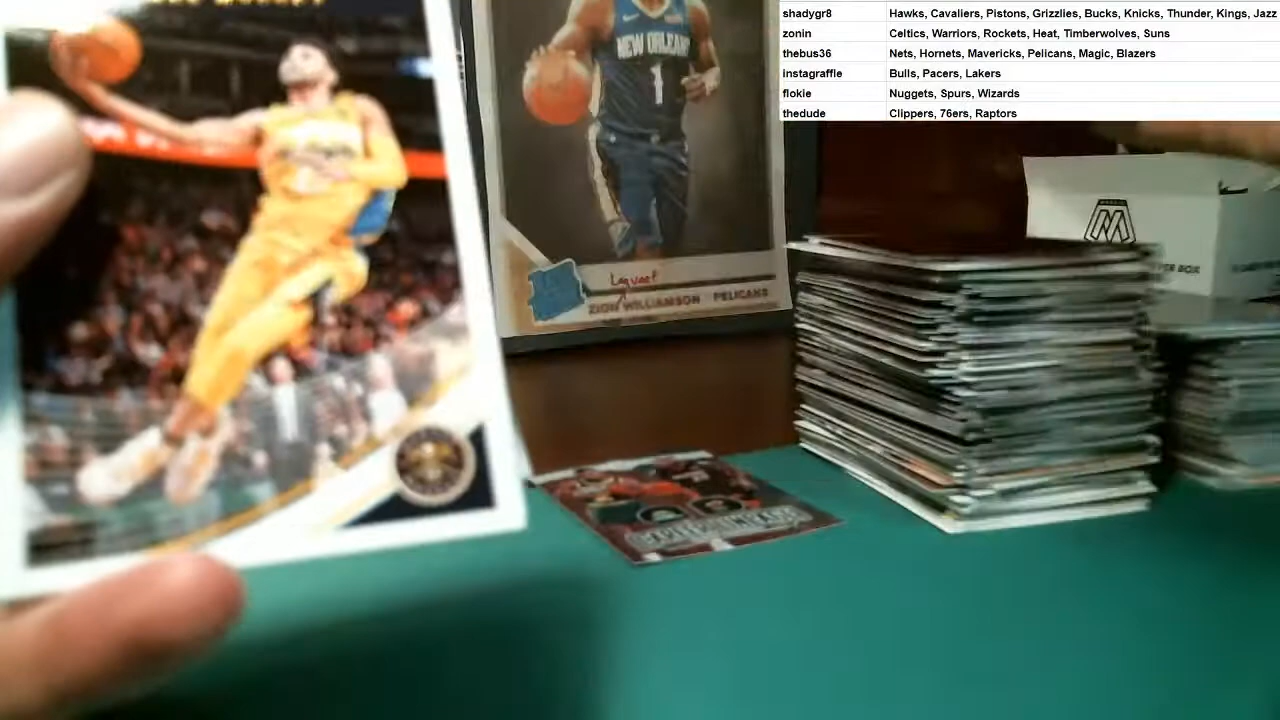 shadygr8 Hawks, Cavaliers, Pistons, Grizzlies, Bucks, Knicks, Thunder, Kings, Jazz
zonin Celtics, Warriors, Rockets, Heat, Timberwolves, Suns
thebus36 Nets, Hornets, Mavericks, Pelicans, Magic, Blazers
instagraffle Bulls, Pacers, Lakers
flokie Nuggets, Spurs, Wizards
thedude Clippers, 76ers, Raptors
NEW ORLEANS
1
ZION WILLIAMSON PELICANS
PER BOX